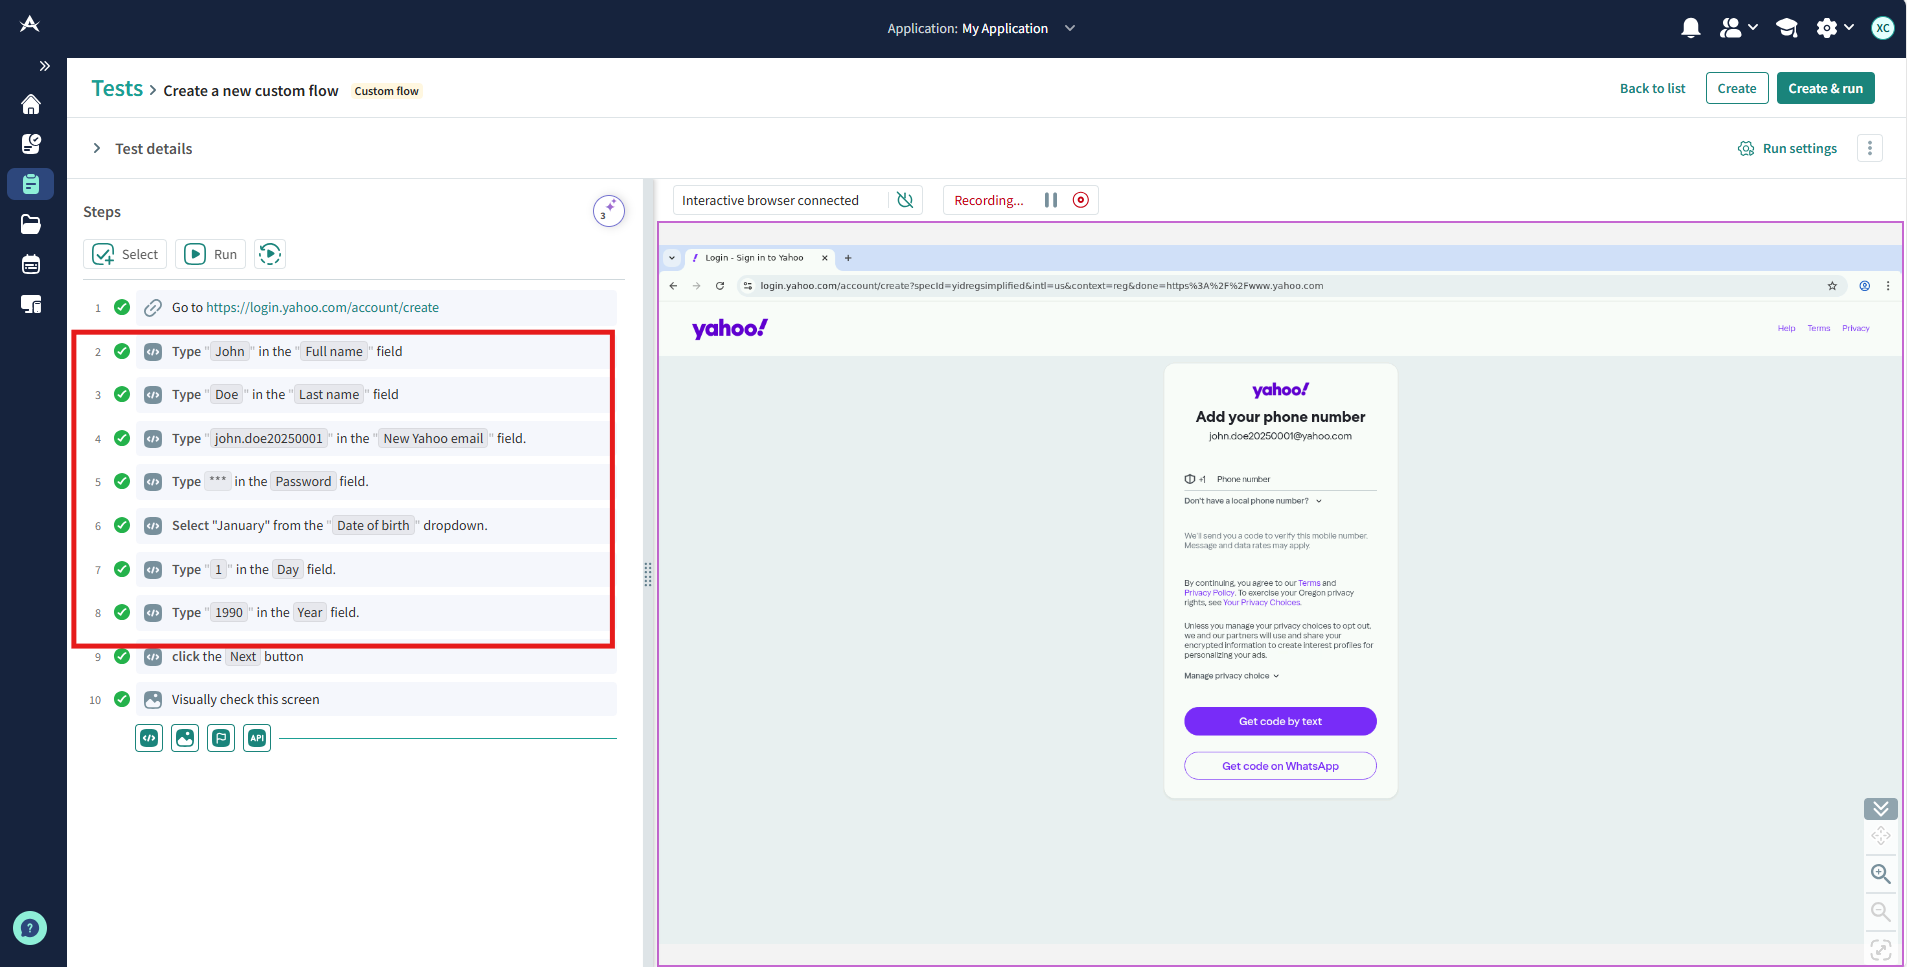 Application: My Application
XC
Tests > Create a new custom flow Custom flow
Back to list
Create
Create & run
Test details
Run settings
Steps
3
Select
Run
1 Go to https://login.yahoo.com/account/create
2 Type "John" in the "Full name" field
3 Type "Doe" in the "Last name" field
4 Type "john.doe20250001" in the "New Yahoo email" field.
5 Type *** in the Password field.
6 Select "January" from the "Date of birth" dropdown.
7 Type "1" in the Day field.
8 Type "1990" in the Year field.
9 click the Next button
10 Visually check this screen
API
Interactive browser connected
Recording...
Login - Sign in to Yahoo
login.yahoo.com/account/create?specId=yidregsimplified&intl=us&context=reg&done=https%3A%2F%2Fwww.yahoo.com
yahoo!
Help Terms Privacy
yahoo!
Add your phone number
john.doe20250001@yahoo.com
+1 Phone number
Don't have a local phone number?
We'll send you a code to verify this mobile number.
Message and data rates may apply.
By continuing, you agree to our Terms and
Privacy Policy. To exercise your Oregon privacy
rights, see Your Privacy Choices.
Unless you manage your privacy choices to opt out,
we and our partners will use and share your
encrypted information to create interest profiles for
personalizing your ads.
Manage privacy choice
Get code by text
Get code on WhatsApp